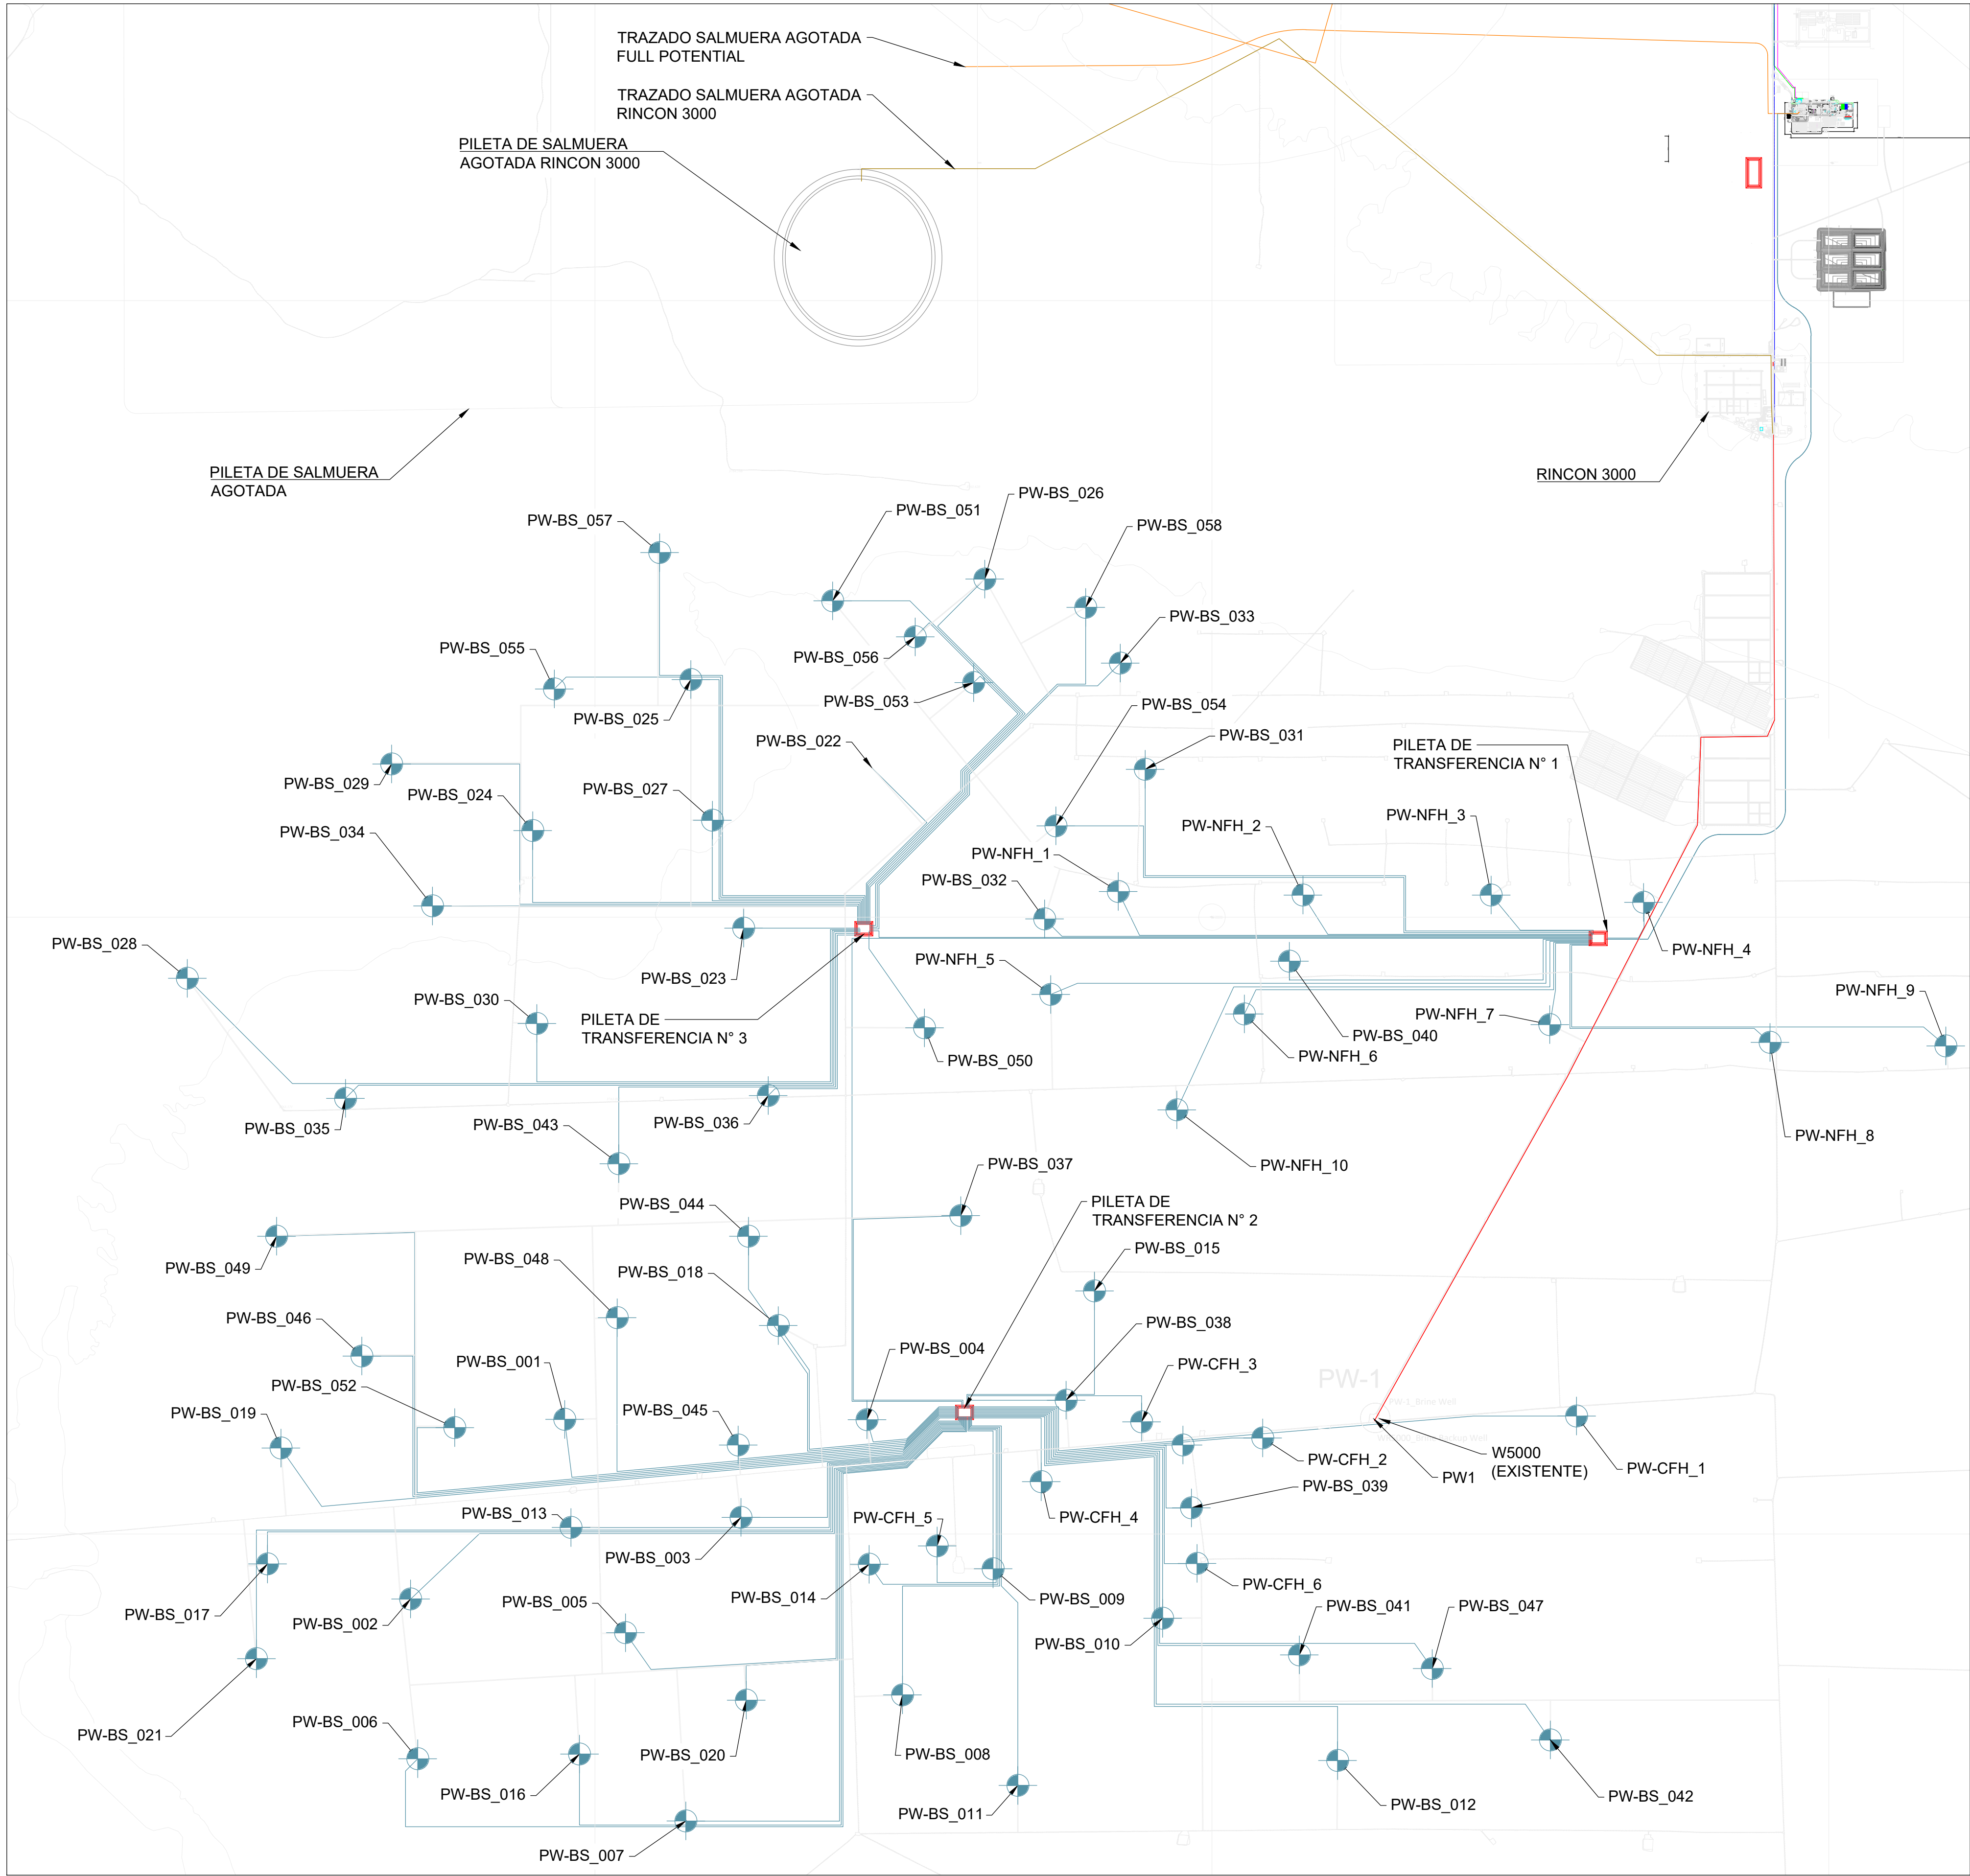 TRAZADO SALMUERA AGOTADA
FULL POTENTIAL
TRAZADO SALMUERA AGOTADA
RINCON 3000
PILETA DE SALMUERA
AGOTADA RINCON 3000
PILETA DE SALMUERA
AGOTADA
RINCON 3000
PW-BS_026
PW-BS_051
PW-BS_057
PW-BS_058
PW-BS_033
PW-BS_055
PW-BS_056
PW-BS_053
PW-BS_054
PW-BS_025
PW-BS_022
PW-BS_031
PILETA DE
TRANSFERENCIA N° 1
PW-BS_029
PW-BS_024
PW-BS_027
PW-BS_034
PW-NFH_2
PW-NFH_3
PW-NFH_1
PW-BS_032
PW-BS_028
PW-BS_023
PW-NFH_5
PW-NFH_4
PW-BS_030
PILETA DE
TRANSFERENCIA N° 3
PW-NFH_9
PW-NFH_7
PW-BS_040
PW-NFH_6
PW-BS_050
PW-BS_035
PW-BS_043
PW-BS_036
PW-NFH_8
PW-NFH_10
PW-BS_037
PW-BS_044
PILETA DE
TRANSFERENCIA N° 2
PW-BS_049
PW-BS_048
PW-BS_018
PW-BS_015
PW-BS_046
PW-BS_038
PW-BS_001
PW-BS_004
PW-CFH_3
PW-BS_052
PW-1
PW-1_Brine Well
PW-BS_019
PW-BS_045
PW-CFH_2
W5000
(EXISTENTE)
PW1
PW-CFH_1
PW-BS_039
PW-BS_013
PW-CFH_5
PW-CFH_4
PW-BS_003
PW-BS_014
PW-BS_009
PW-CFH_6
PW-BS_017
PW-BS_002
PW-BS_005
PW-BS_041
PW-BS_047
PW-BS_010
PW-BS_021
PW-BS_006
PW-BS_020
PW-BS_008
PW-BS_016
PW-BS_011
PW-BS_012
PW-BS_042
PW-BS_007